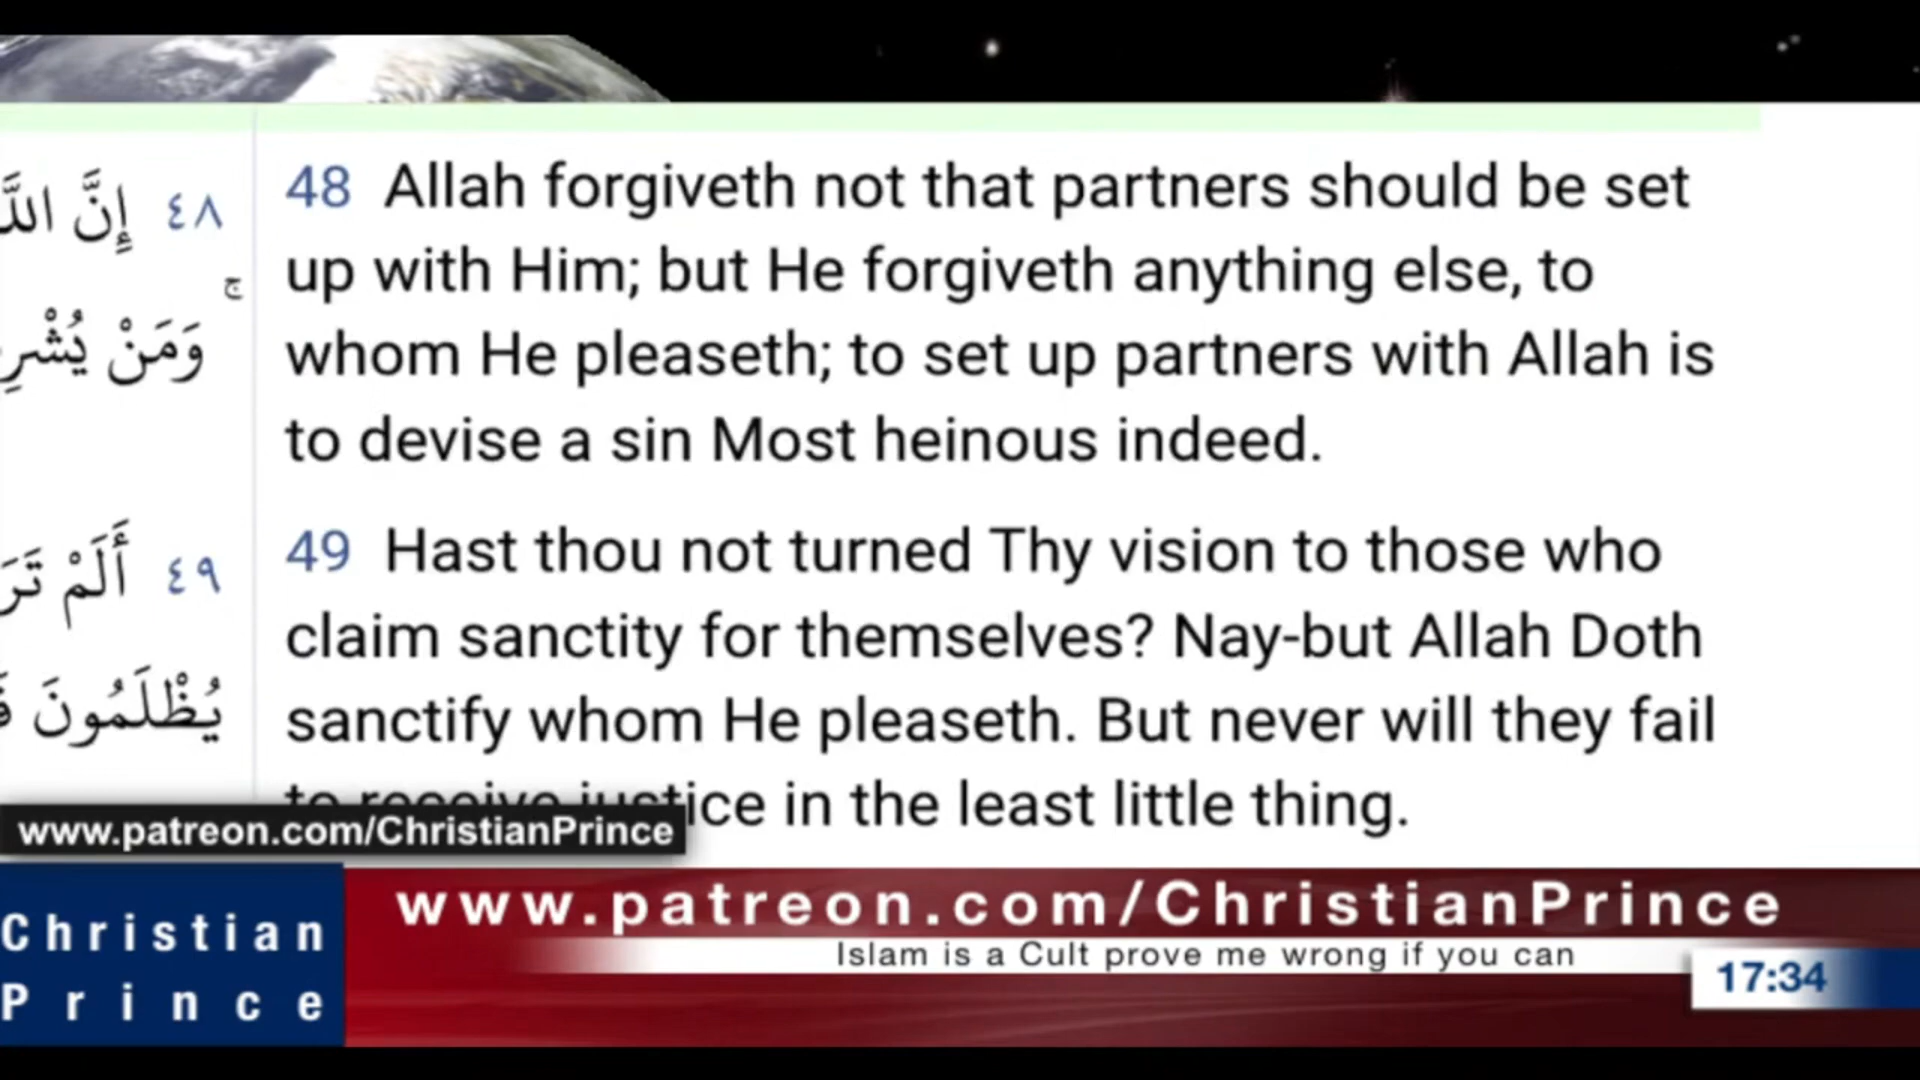 ٤٨ إِنَّ
48 Allah forgiveth not that partners should be set
up with Him; but He forgiveth anything else, to
ۚ
وَمَنْ
whom He pleaseth; to set up partners with Allah is
to devise a sin Most heinous indeed.
٤٩ أَلَمْ
49 Hast thou not turned Thy vision to those who
claim sanctity for themselves? Nay-but Allah Doth
يُظْلَمُونَ
sanctify whom He pleaseth. But never will they fail
to receive justice in the least little thing.
www.patreon.com/ChristianPrince
Christian
Prince
www.patreon.com/ChristianPrince
Islam is a Cult prove me wrong if you can
17:34